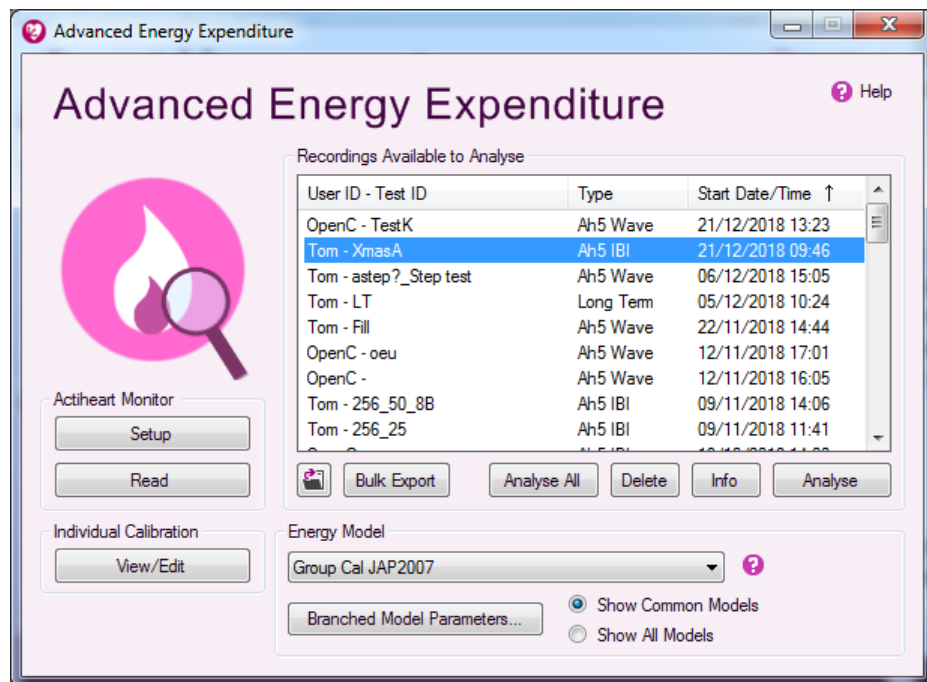 Advanced Energy Expenditure
Advanced Energy Expenditure
Help
Recordings Available to Analyse
User ID - Test ID Type Start Date/Time ↑
OpenC - TestK Ah5 Wave 21/12/2018 13:23
Tom - XmasA Ah5 IBI 21/12/2018 09:46
Tom - astep?_Step test Ah5 Wave 06/12/2018 15:05
Tom - LT Long Term 05/12/2018 10:24
Tom - Fill Ah5 Wave 22/11/2018 14:44
OpenC - oeu Ah5 Wave 12/11/2018 17:01
OpenC - Ah5 Wave 12/11/2018 16:05
Tom - 256_50_8B Ah5 IBI 09/11/2018 14:06
Tom - 256_25 Ah5 IBI 09/11/2018 11:41
Actiheart Monitor
Setup
Read
Bulk Export Analyse All Delete Info Analyse
Individual Calibration
View/Edit
Energy Model
Group Cal JAP2007
Branched Model Parameters...
Show Common Models
Show All Models